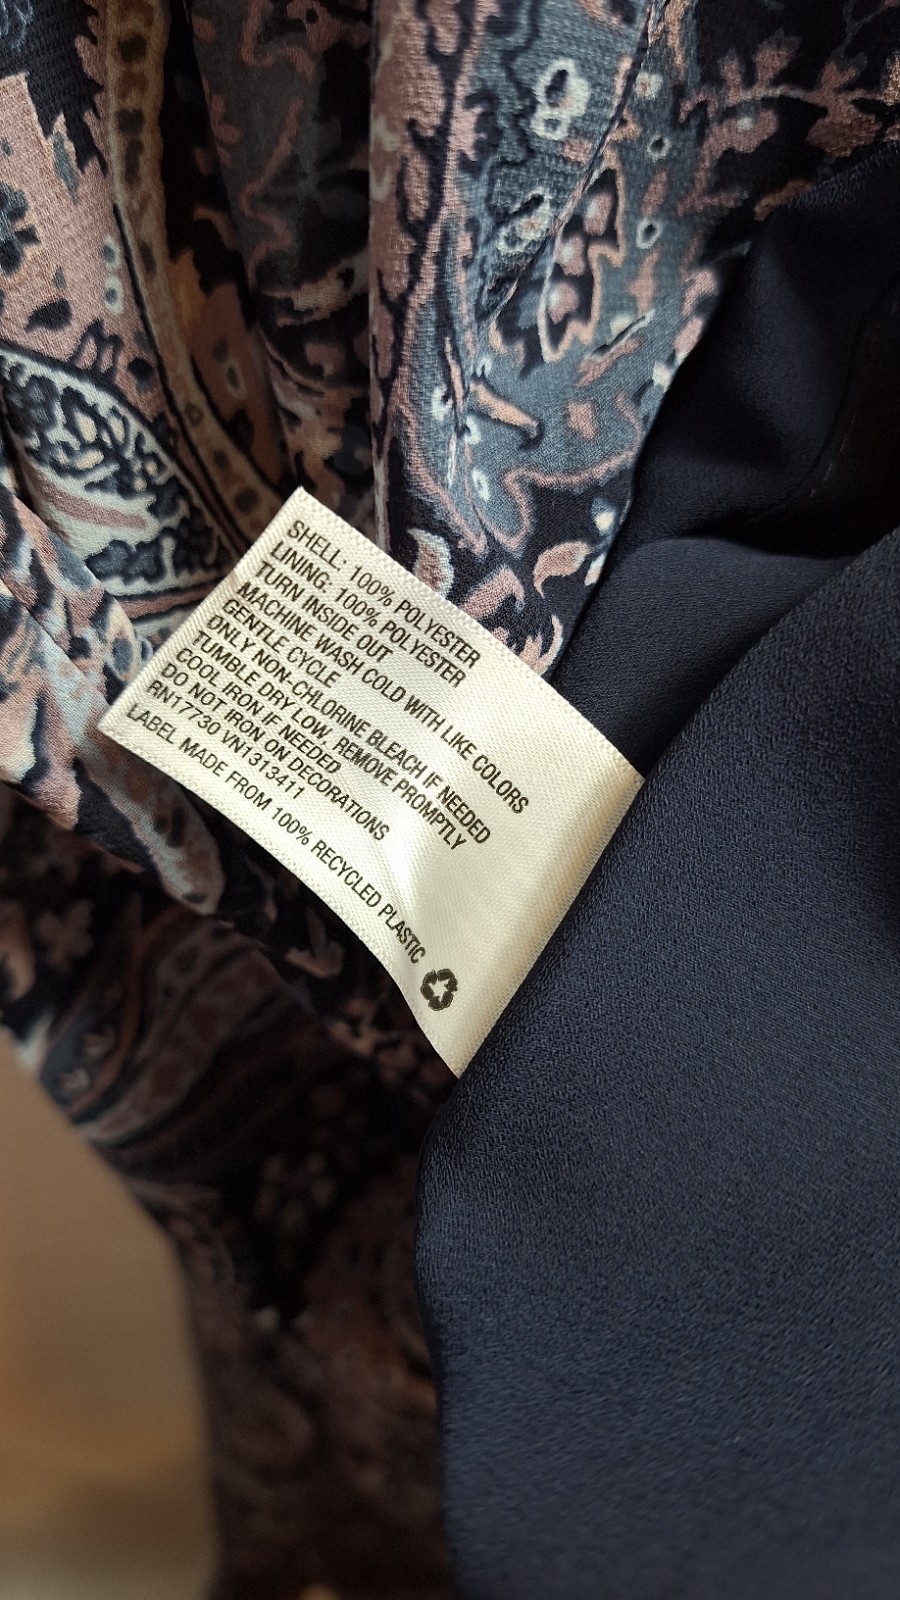 SHELL: 100% POLYESTER
LINING: 100% POLYESTER
TURN INSIDE OUT
MACHINE WASH COLD WITH LIKE COLORS
GENTLE CYCLE
ONLY NON-CHLORINE BLEACH IF NEEDED
TUMBLE DRY LOW, REMOVE PROMPTLY
COOL IRON IF NEEDED
DO NOT IRON ON DECORATIONS
RN17730 VN1313411
LABEL MADE FROM 100% RECYCLED PLASTIC